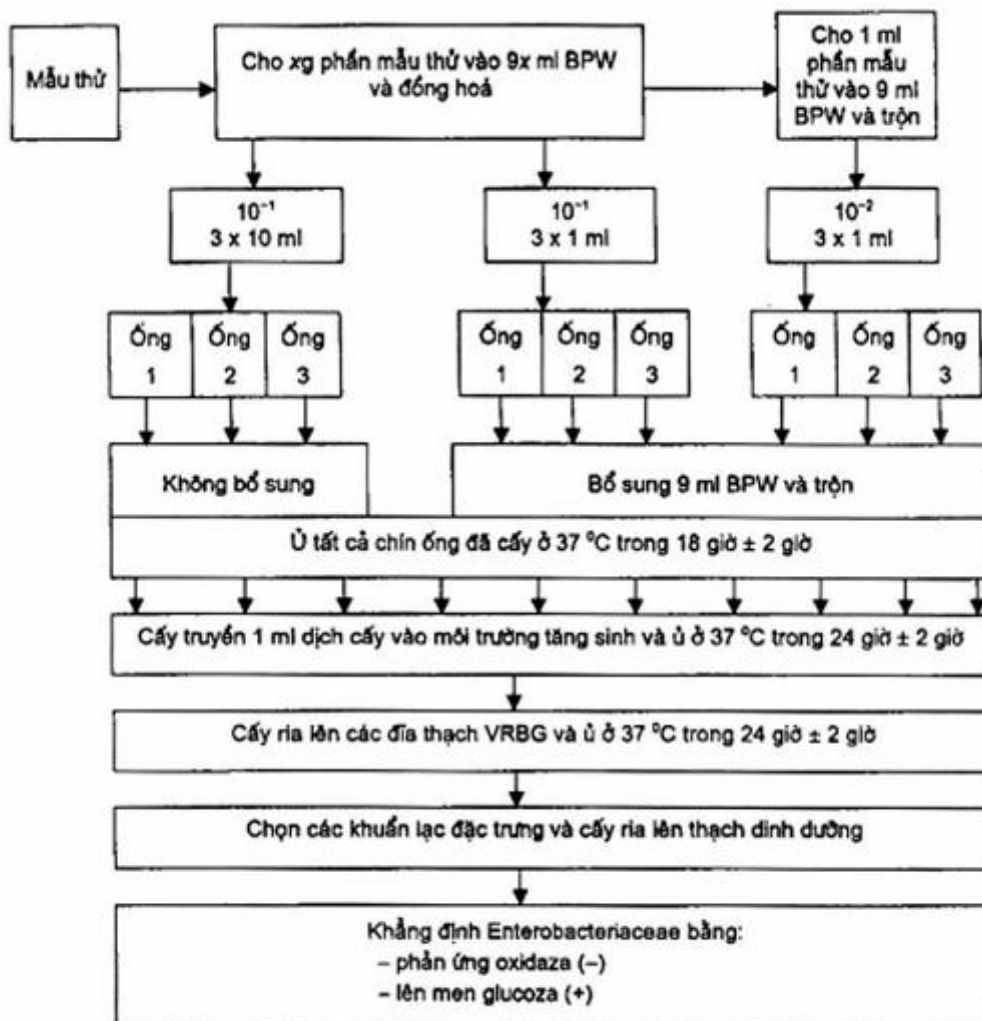 Mẫu thử
Cho xg phần mẫu thử vào 9x ml BPW
và đồng hoá
Cho 1 ml
phần mẫu
thử vào 9 ml
BPW và trộn
10⁻¹
3 x 10 ml
10⁻¹
3 x 1 ml
10⁻²
3 x 1 ml
Ống
1
Ống
2
Ống
3
Ống
1
Ống
2
Ống
3
Ống
1
Ống
2
Ống
3
Không bổ sung
Bổ sung 9 ml BPW và trộn
Ủ tất cả chín ống đã cấy ở 37 ⁰C trong 18 giờ ± 2 giờ
Cấy truyền 1 ml dịch cấy vào môi trường tăng sinh và ủ ở 37 ⁰C trong 24 giờ ± 2 giờ
Cấy ria lên các đĩa thạch VRBG và ủ ở 37 ⁰C trong 24 giờ ± 2 giờ
Chọn các khuẩn lạc đặc trưng và cấy ria lên thạch dinh dưỡng
Khẳng định Enterobacteriaceae bằng:
– phản ứng oxidaza (–)
– lên men glucoza (+)